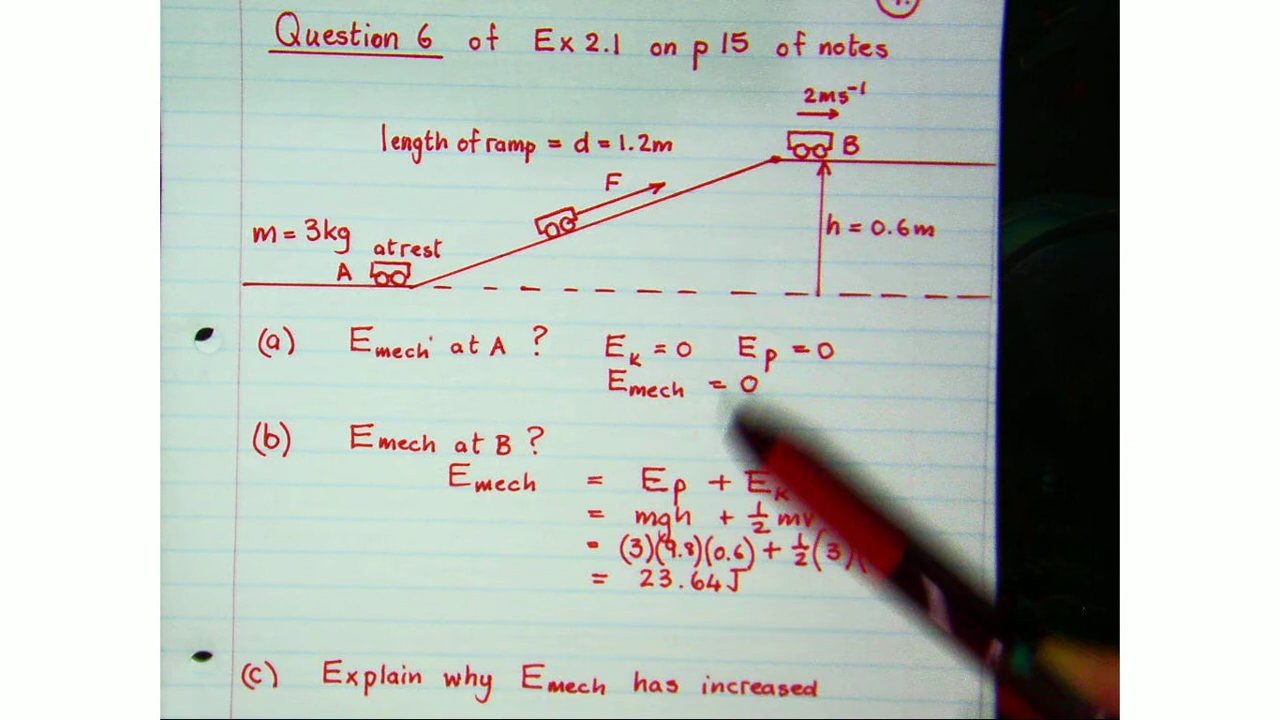 Question 6 of Ex 2.1 on p 15 of notes
2ms⁻¹
length of ramp = d = 1.2m
B
F
m = 3kg at rest
h = 0.6m
A
(a) Emech at A ? Ek = 0 Ep = 0
Emech = 0
(b) Emech at B ?
Emech = Ep + Ek
= mgh + ½ mv
= (3)(9.8)(0.6) + ½(3)(
= 23.64J
(c) Explain why Emech has increased